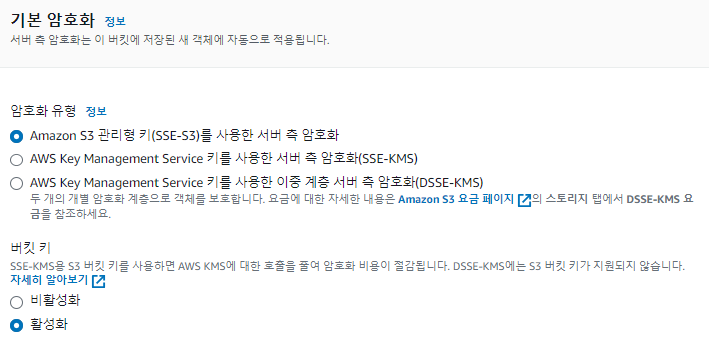 기본 암호화 정보
서버 측 암호화는 이 버킷에 저장된 새 객체에 자동으로 적용됩니다.
암호화 유형 정보
Amazon S3 관리형 키(SSE-S3)를 사용한 서버 측 암호화
AWS Key Management Service 키를 사용한 서버 측 암호화(SSE-KMS)
AWS Key Management Service 키를 사용한 이중 계층 서버 측 암호화(DSSE-KMS)
두 개의 개별 암호화 계층으로 객체를 보호합니다. 요금에 대한 자세한 내용은 Amazon S3 요금 페이지의 스토리지 탭에서 DSSE-KMS 요
금을 참조하세요.
버킷 키
SSE-KMS용 S3 버킷 키를 사용하면 AWS KMS에 대한 호출을 줄여 암호화 비용이 절감됩니다. DSSE-KMS에는 S3 버킷 키가 지원되지 않습니다.
자세히 알아보기
비활성화
활성화